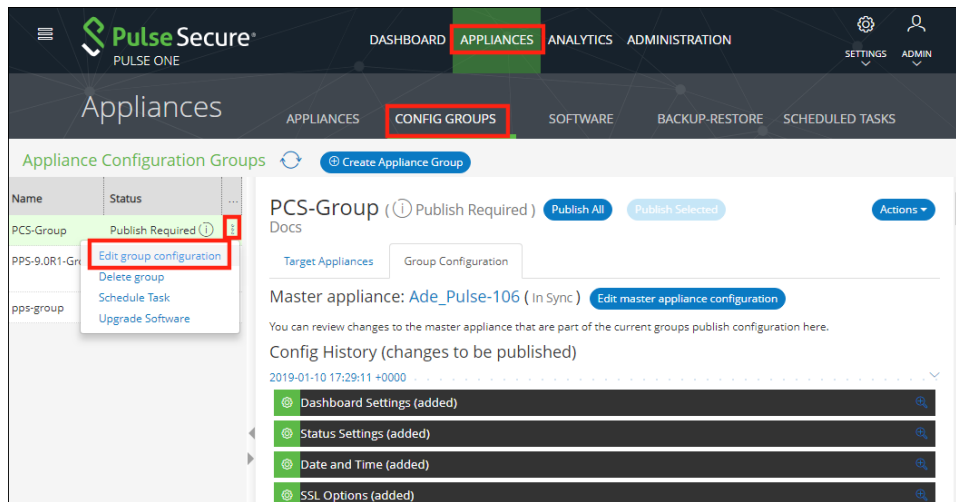 Pulse Secure®
PULSE ONE
DASHBOARD APPLIANCES ANALYTICS ADMINISTRATION
SETTINGS ADMIN
Appliances
APPLIANCES CONFIG GROUPS SOFTWARE BACKUP-RESTORE SCHEDULED TASKS
Appliance Configuration Groups
Create Appliance Group
Name Status ...
PCS-Group Publish Required
PPS-9.0R1-Gro
pps-group
Edit group configuration
Delete group
Schedule Task
Upgrade Software
PCS-Group ( Publish Required ) Publish All Publish Selected Actions
Docs
Target Appliances Group Configuration
Master appliance: Ade_Pulse-106 ( In Sync ) Edit master appliance configuration
You can review changes to the master appliance that are part of the current groups publish configuration here.
Config History (changes to be published)
2019-01-10 17:29:11 +0000
Dashboard Settings (added)
Status Settings (added)
Date and Time (added)
SSL Options (added)